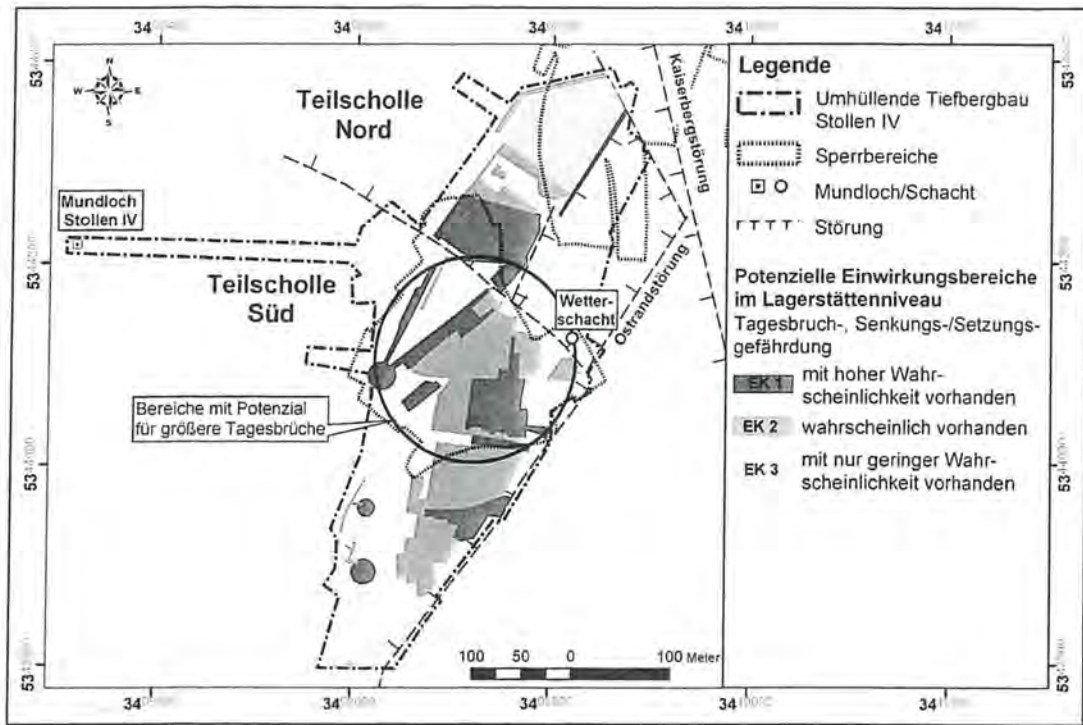 N
W
E
S
Teilscholle
Nord
Mundloch
Stollen IV
Teilscholle
Süd
Bereiche mit Potenzial
für größere Tagesbrüche
Wetter-
schacht
Kaiserbergstörung
Ostrandstörung
100
50
0
100 Meter
Legende
Umhüllende Tiefbergbau
Stollen IV
Sperrbereiche
Mundloch/Schacht
Störung
Potenzielle Einwirkungsbereiche
im Lagerstättenniveau
Tagesbruch-, Senkungs-/Setzungs-
gefährdung
EK 1 mit hoher Wahr-
scheinlichkeit vorhanden
EK 2 wahrscheinlich vorhanden
EK 3 mit nur geringer Wahr-
scheinlichkeit vorhanden